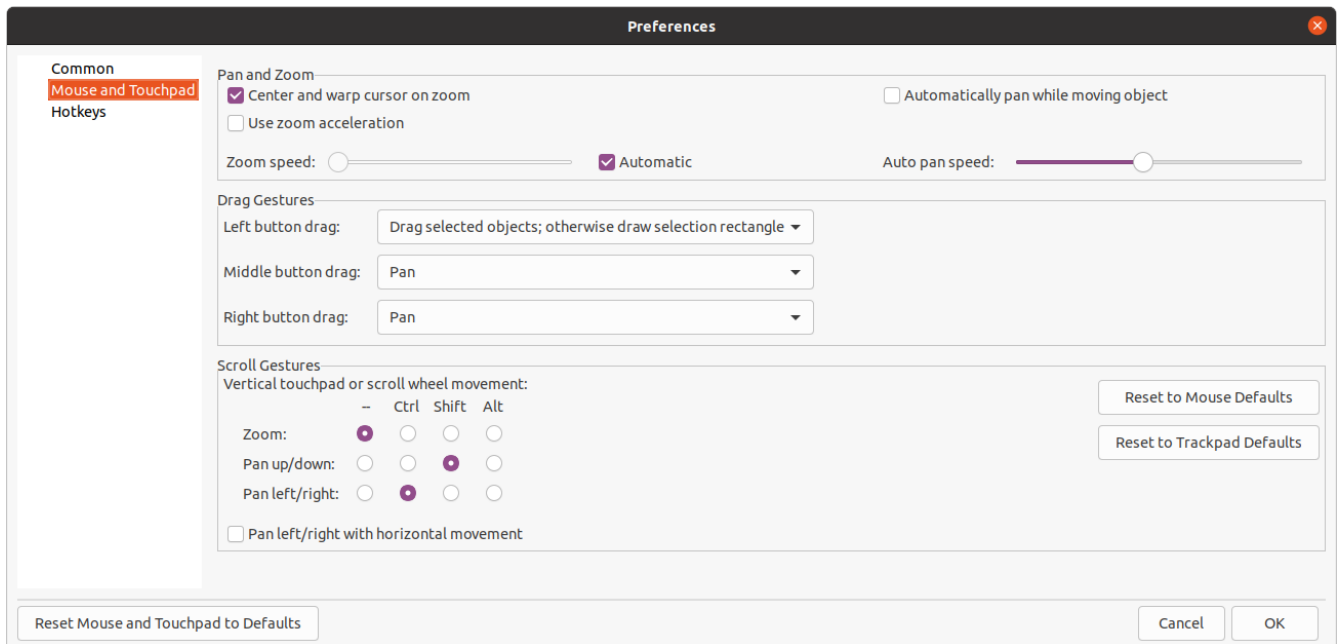 Preferences
Common
Mouse and Touchpad
Hotkeys
Pan and Zoom
Center and warp cursor on zoom
Automatically pan while moving object
Use zoom acceleration
Zoom speed:
Automatic
Auto pan speed:
Drag Gestures
Left button drag:
Drag selected objects; otherwise draw selection rectangle
Middle button drag:
Pan
Right button drag:
Pan
Scroll Gestures
Vertical touchpad or scroll wheel movement:
-- Ctrl Shift Alt
Zoom:
Pan up/down:
Pan left/right:
Pan left/right with horizontal movement
Reset to Mouse Defaults
Reset to Trackpad Defaults
Reset Mouse and Touchpad to Defaults
Cancel
OK